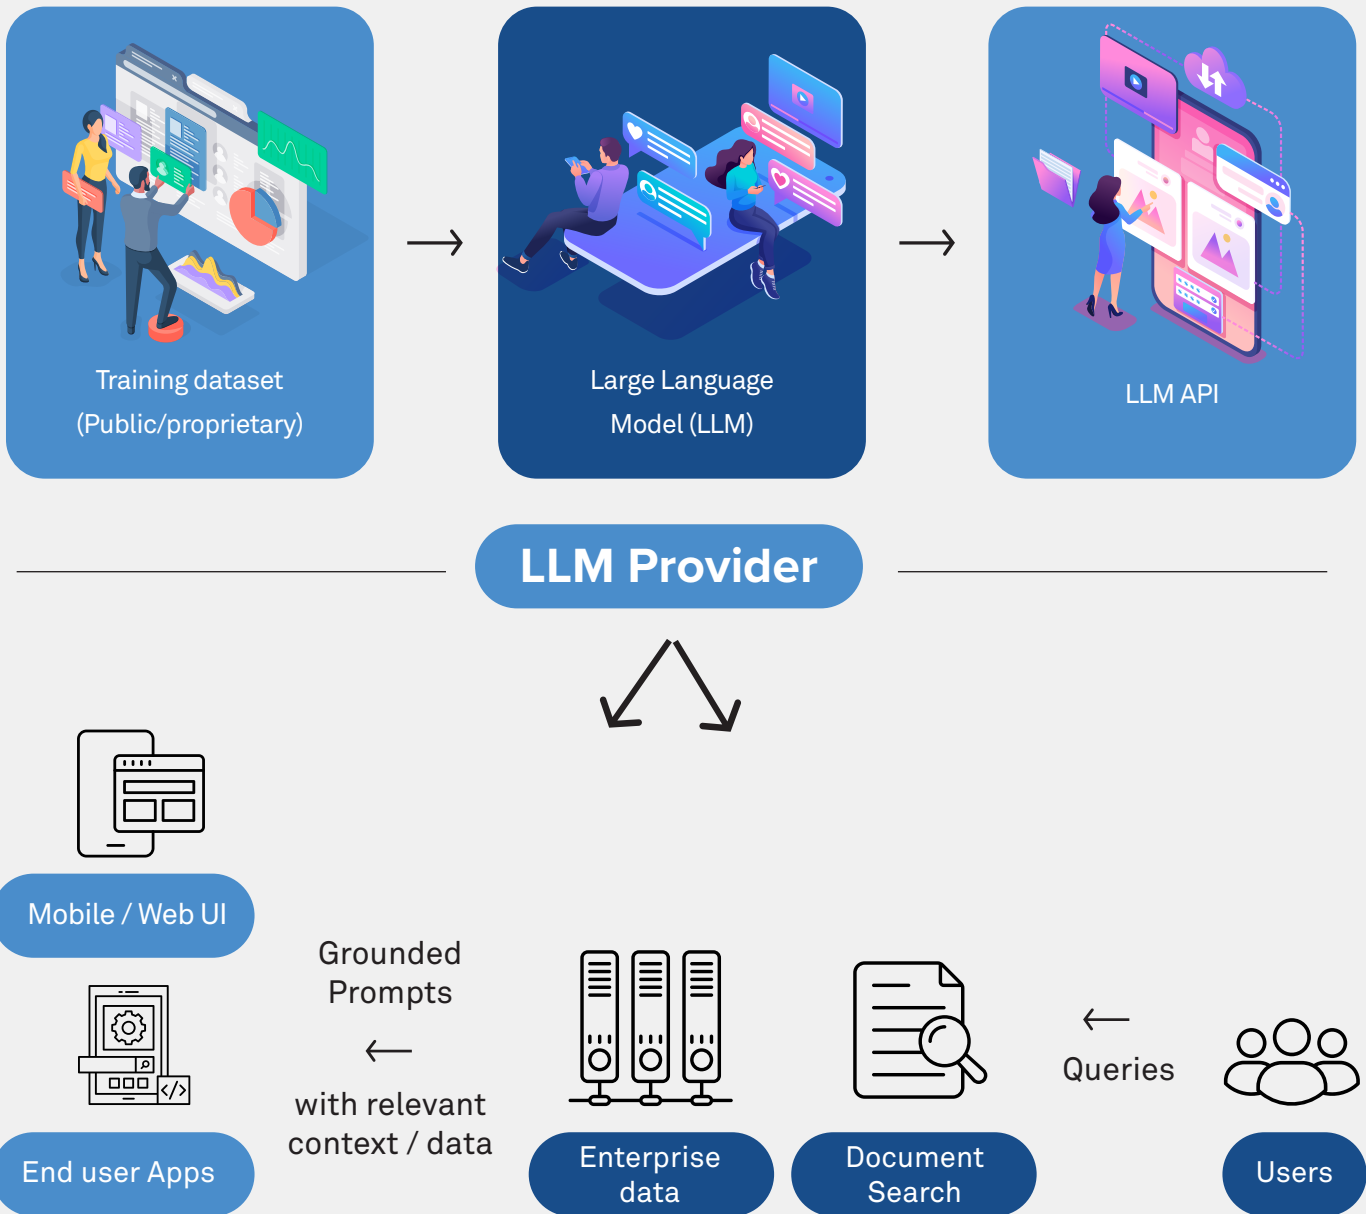 Training dataset
(Public/proprietary)
Large Language
Model (LLM)
LLM API
LLM Provider
Mobile / Web UI
Grounded
Prompts
with relevant
context / data
Queries
End user Apps
Enterprise
data
Document
Search
Users